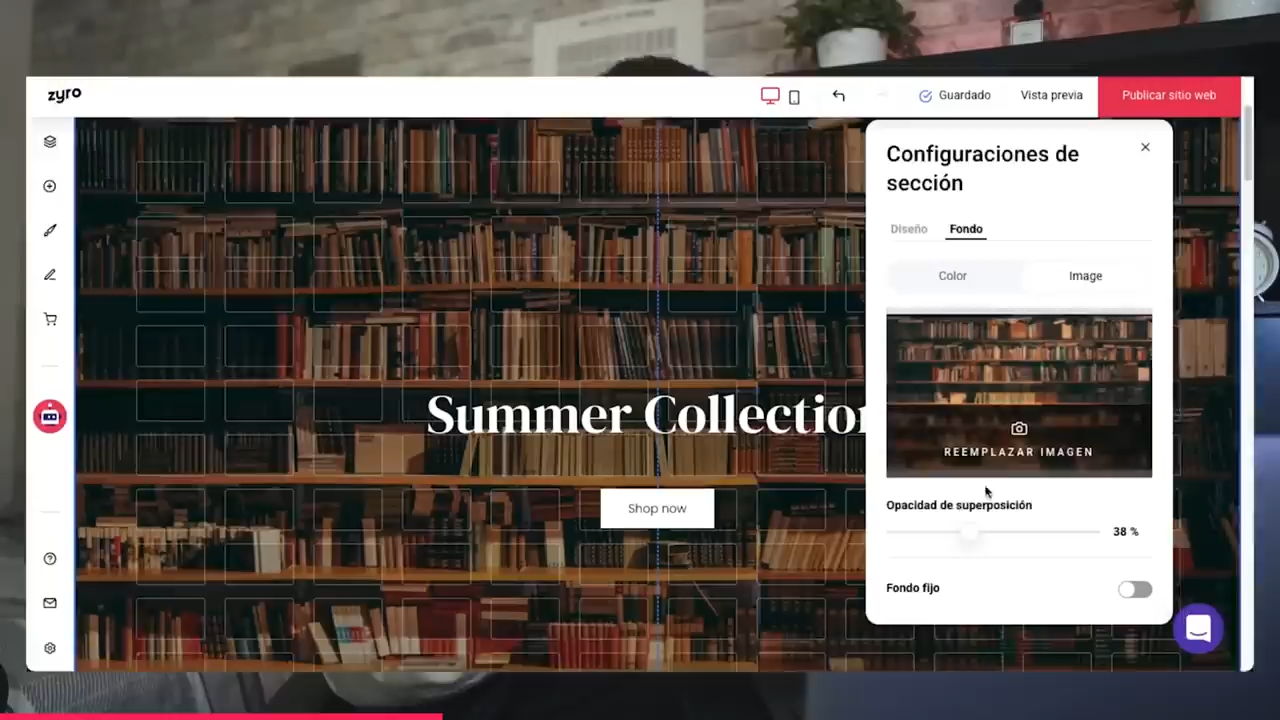 zyro
Guardado
Vista previa
Publicar sitio web
Configuraciones de
sección
Diseño
Fondo
Color
Image
REEMPLAZAR IMAGEN
Opacidad de superposición
38 %
Fondo fijo
Summer Collection
Shop now